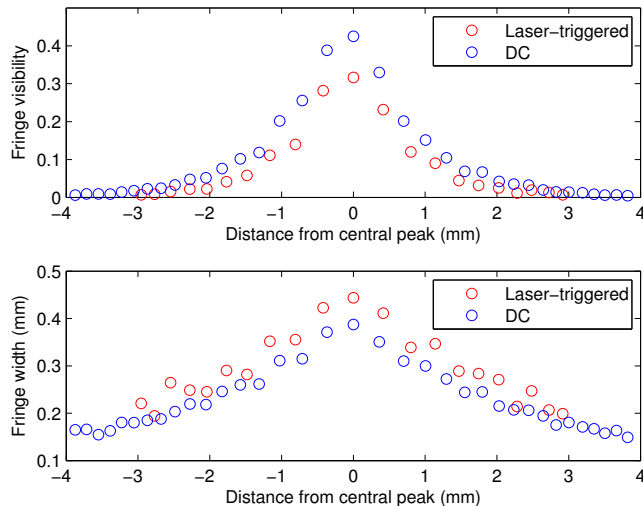 Fringe visibility
0.4
0.3
0.2
0.1
0
Laser-triggered
DC
−4 −3 −2 −1 0 1 2 3 4
Distance from central peak (mm)
Fringe width (mm)
0.5
0.4
0.3
0.2
0.1
Laser-triggered
DC
−4 −3 −2 −1 0 1 2 3 4
Distance from central peak (mm)